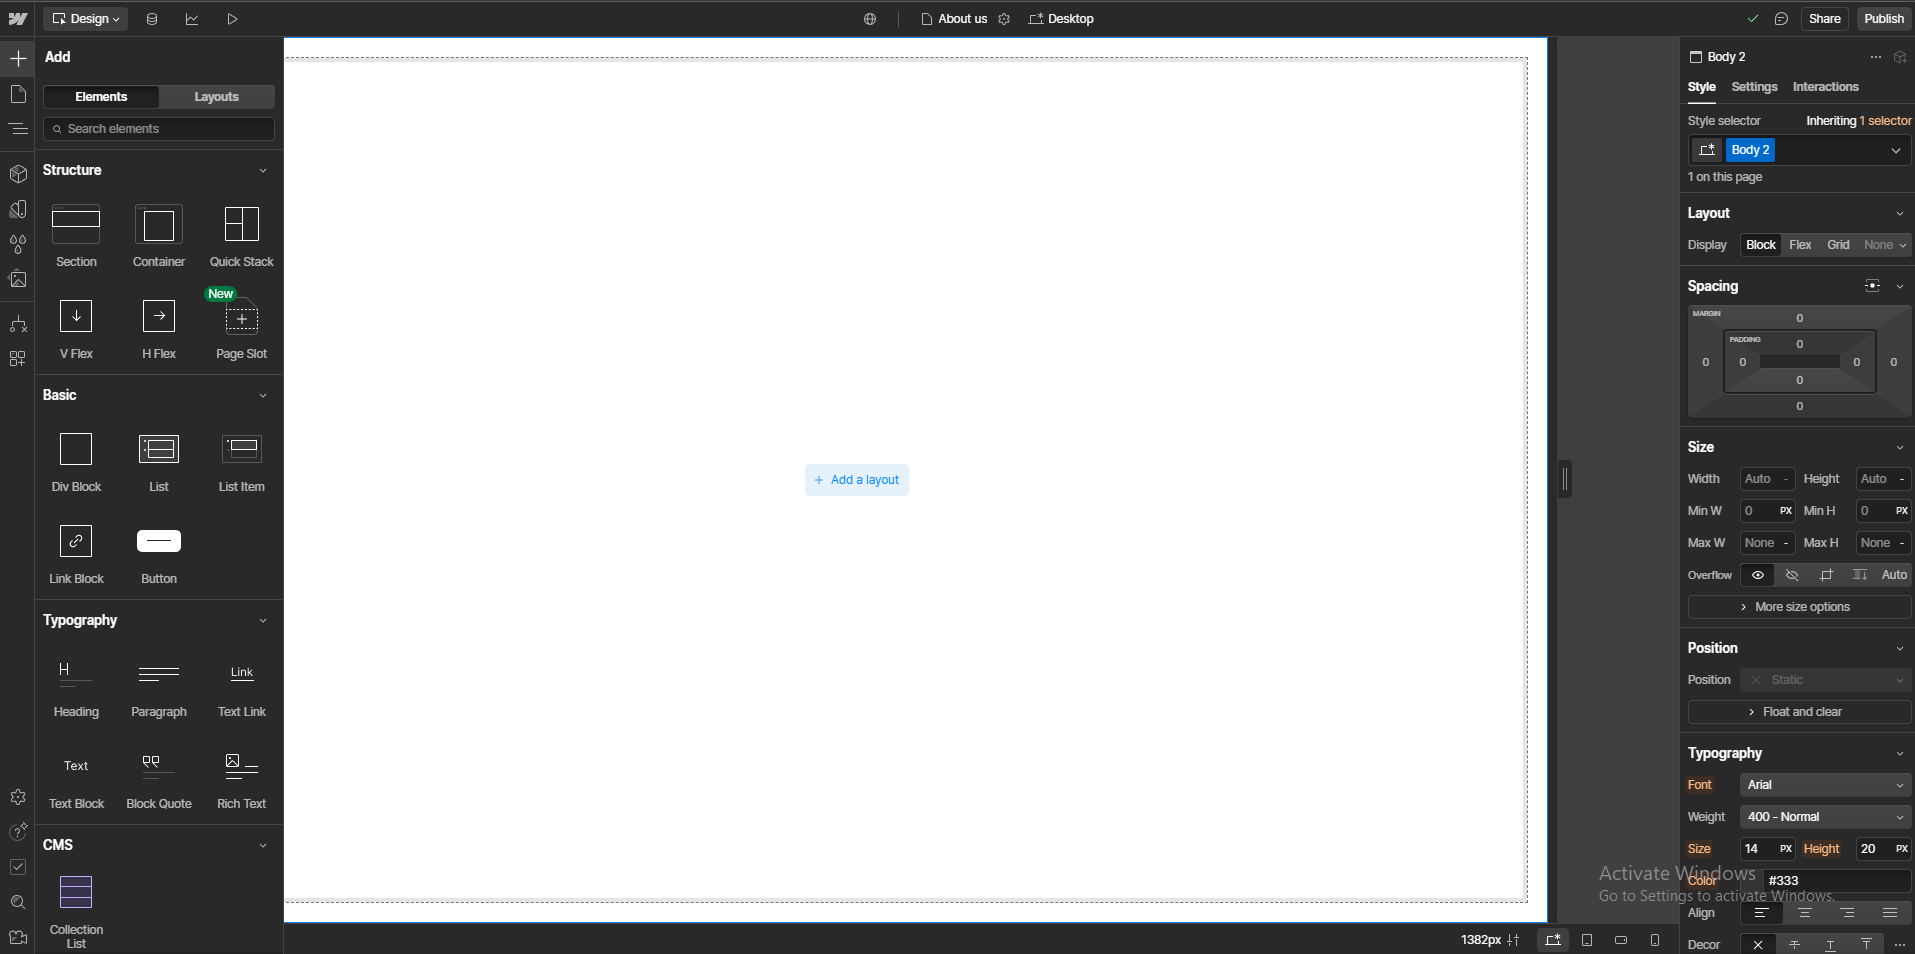 Design
About us
Desktop
Share
Publish
Add
Elements
Layouts
Search elements
Structure
Section
Container
Quick Stack
New
V Flex
H Flex
Page Slot
Basic
Div Block
List
List Item
Link Block
Button
Typography
H
Link
Heading
Paragraph
Text Link
Text
Text Block
Block Quote
Rich Text
CMS
Collection
List
+ Add a layout
1382px
Body 2
Style
Settings
Interactions
Style selector
Inheriting 1 selector
Body 2
1 on this page
Layout
Display
Block
Flex
Grid
None
Spacing
MARGIN
0
PADDING
0
0
0
0
0
0
0
Size
Width
Auto
-
Height
Auto
-
Min W
0
PX
Min H
0
PX
Max W
None
-
Max H
None
-
Overflow
Auto
More size options
Position
Position
Static
Float and clear
Typography
Font
Arial
Weight
400 - Normal
Size
14
PX
Height
20
PX
Activate Windows
Color
#333
Go to Settings to activate Windows.
Align
Decor